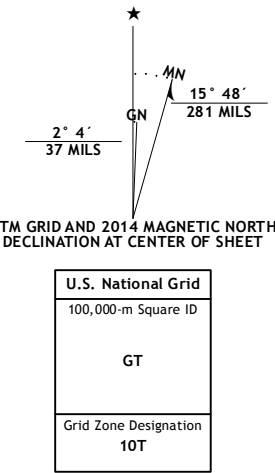 MN
GN
15° 48´
281 MILS
2° 4´
37 MILS
TM GRID AND 2014 MAGNETIC NORTH
DECLINATION AT CENTER OF SHEET
U.S. National Grid
100,000-m Square ID
GT
Grid Zone Designation
10T